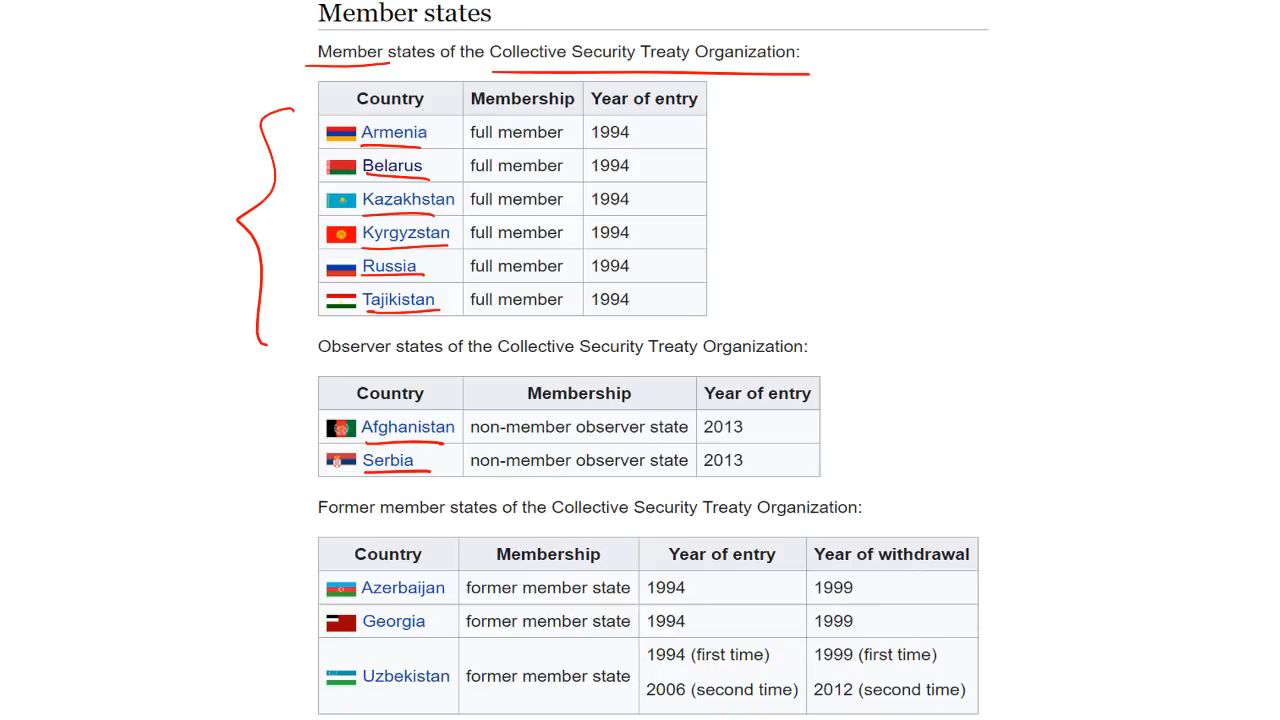 Member states
Member states of the Collective Security Treaty Organization:
Country Membership Year of entry
Armenia full member 1994
Belarus full member 1994
Kazakhstan full member 1994
Kyrgyzstan full member 1994
Russia full member 1994
Tajikistan full member 1994
Observer states of the Collective Security Treaty Organization:
Country Membership Year of entry
Afghanistan non-member observer state 2013
Serbia non-member observer state 2013
Former member states of the Collective Security Treaty Organization:
Country Membership Year of entry Year of withdrawal
Azerbaijan former member state 1994 1999
Georgia former member state 1994 1999
1994 (first time) 1999 (first time)
Uzbekistan former member state
2006 (second time) 2012 (second time)